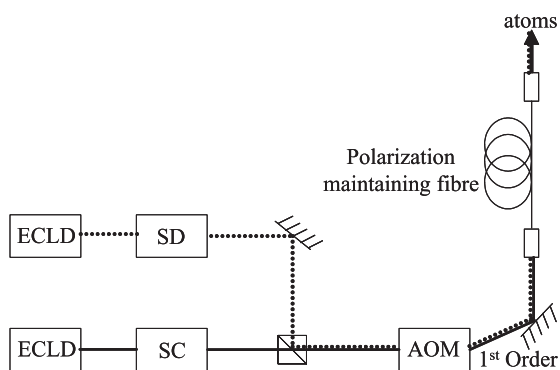 atoms
Polarization
maintaining fibre
ECLD
SD
ECLD
SC
AOM
1st Order